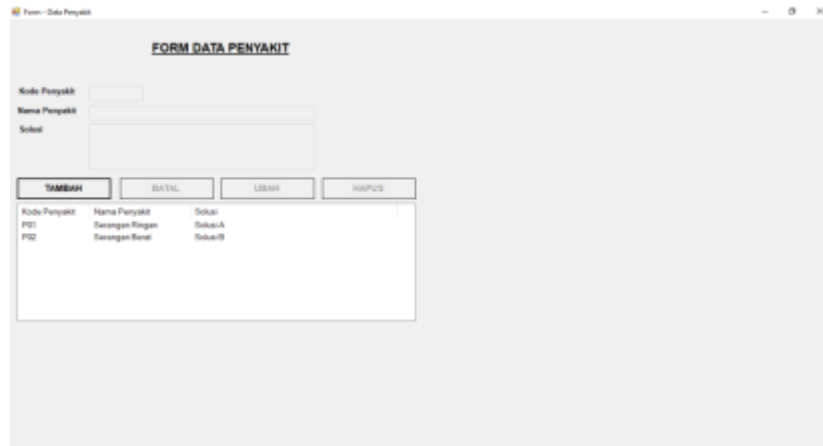 Form - Data Penyakit
FORM DATA PENYAKIT
Kode Penyakit
Nama Penyakit
Solusi
TAMBAH BATAL UBAH HAPUS
Kode Penyakit Nama Penyakit Solusi
P01 Serangan Ringan Solusi A
P02 Serangan Berat Solusi B